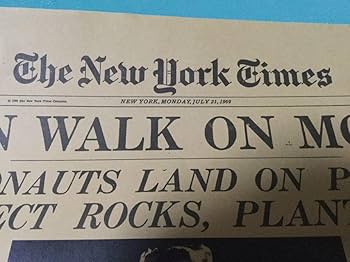 The New York Times
NEW YORK, MONDAY, JULY 21, 1969
N WALK ON MO
ONAUTS LAND ON P
ECT ROCKS, PLANT